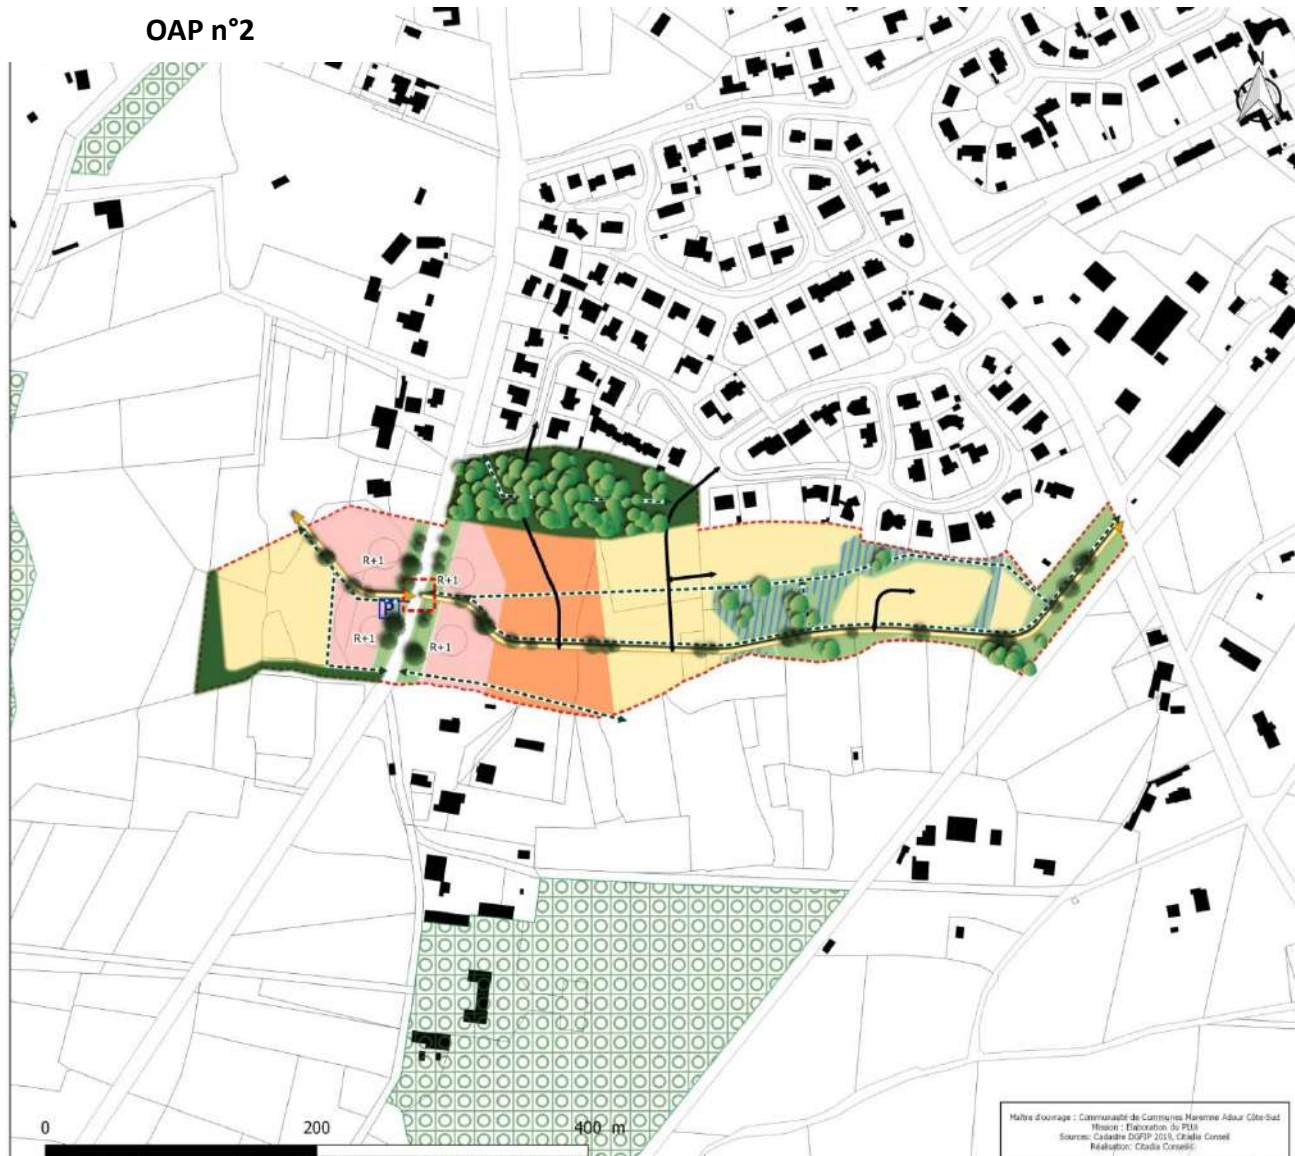 OAP n°2
R+1
R+1
P
R+1
R+1
0 200 400 m
Maître d'ouvrage : Communauté de Communes Maremne Adour Côte-Sud
Mission : Elaboration du PLUi
Sources: Cadastre DGFIP 2019, Citadia Conseil
Réalisation: Citadia Conseil